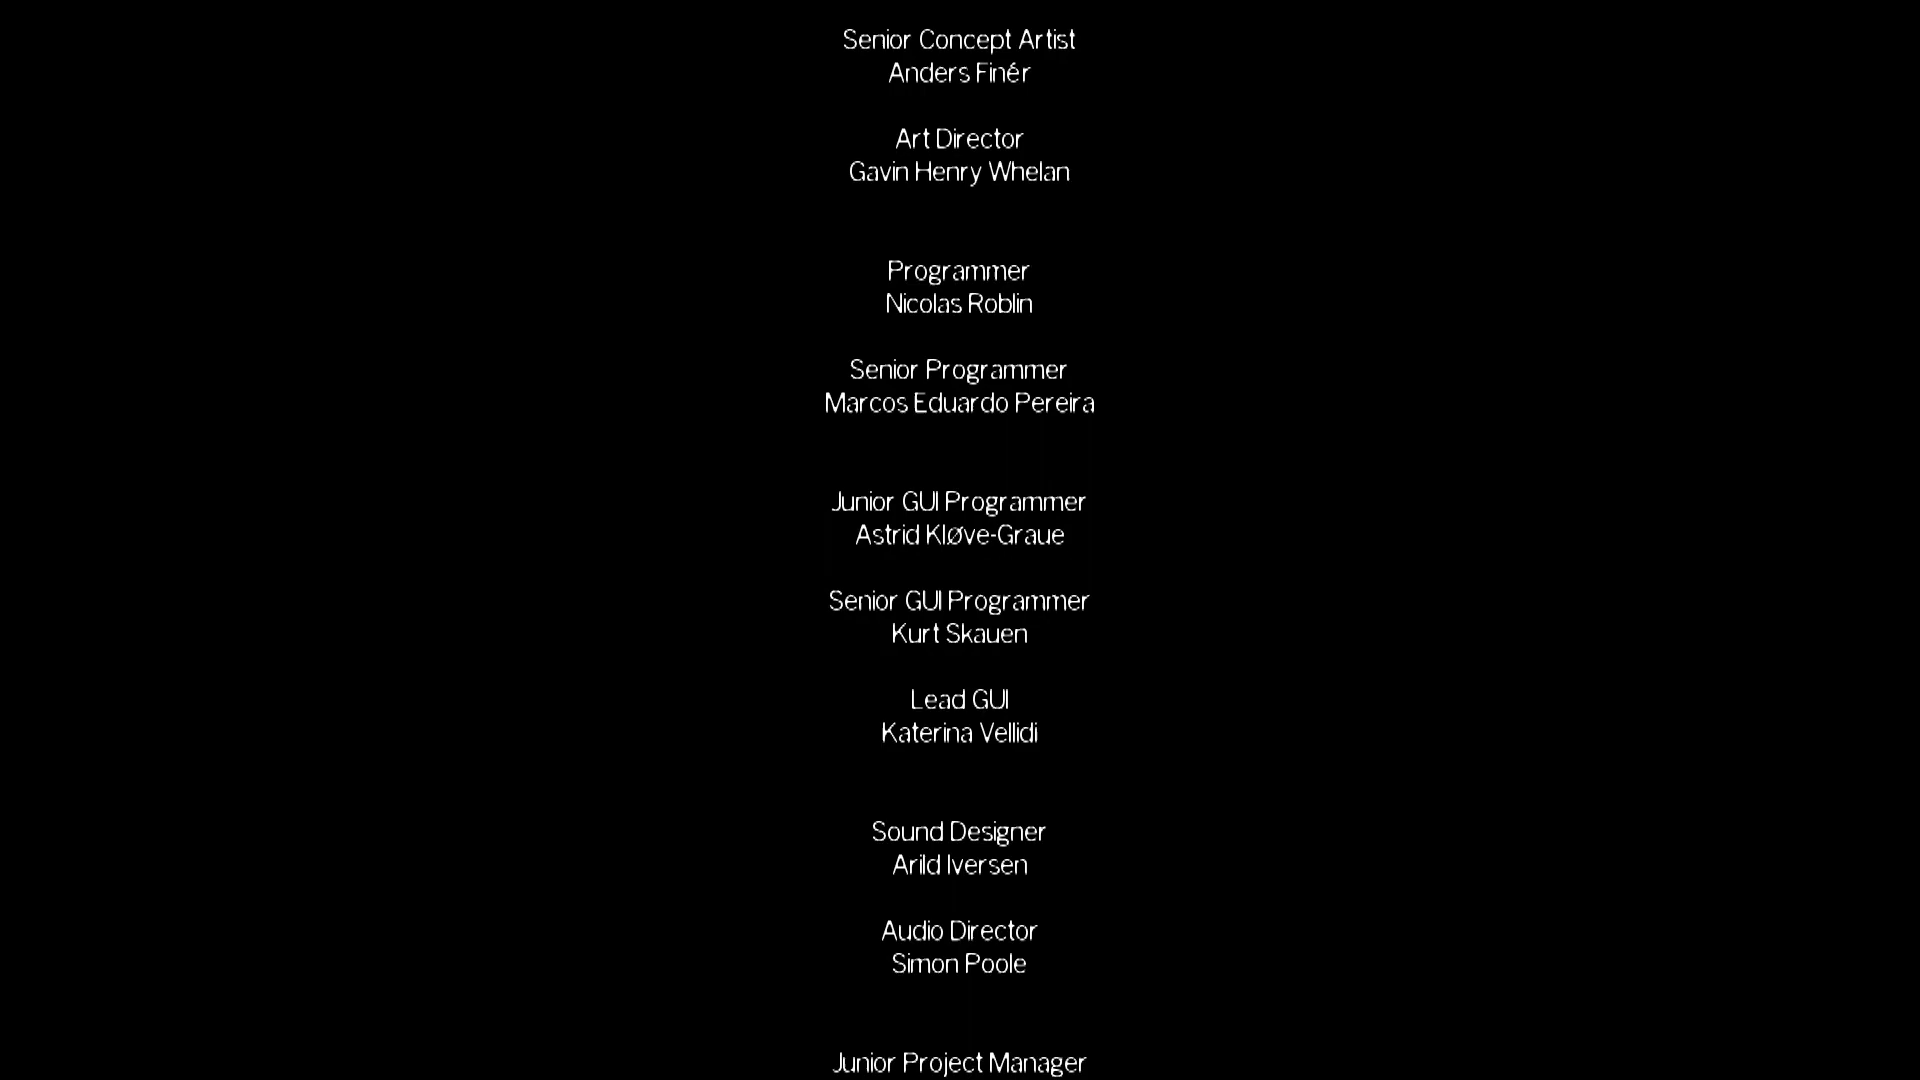 Senior Concept Artist
Anders Finér
Art Director
Gavin Henry Whelan
Programmer
Nicolas Roblin
Senior Programmer
Marcos Eduardo Pereira
Junior GUI Programmer
Astrid Kløve-Graue
Senior GUI Programmer
Kurt Skauen
Lead GUI
Katerina Vellidi
Sound Designer
Arild Iversen
Audio Director
Simon Poole
Junior Project Manager